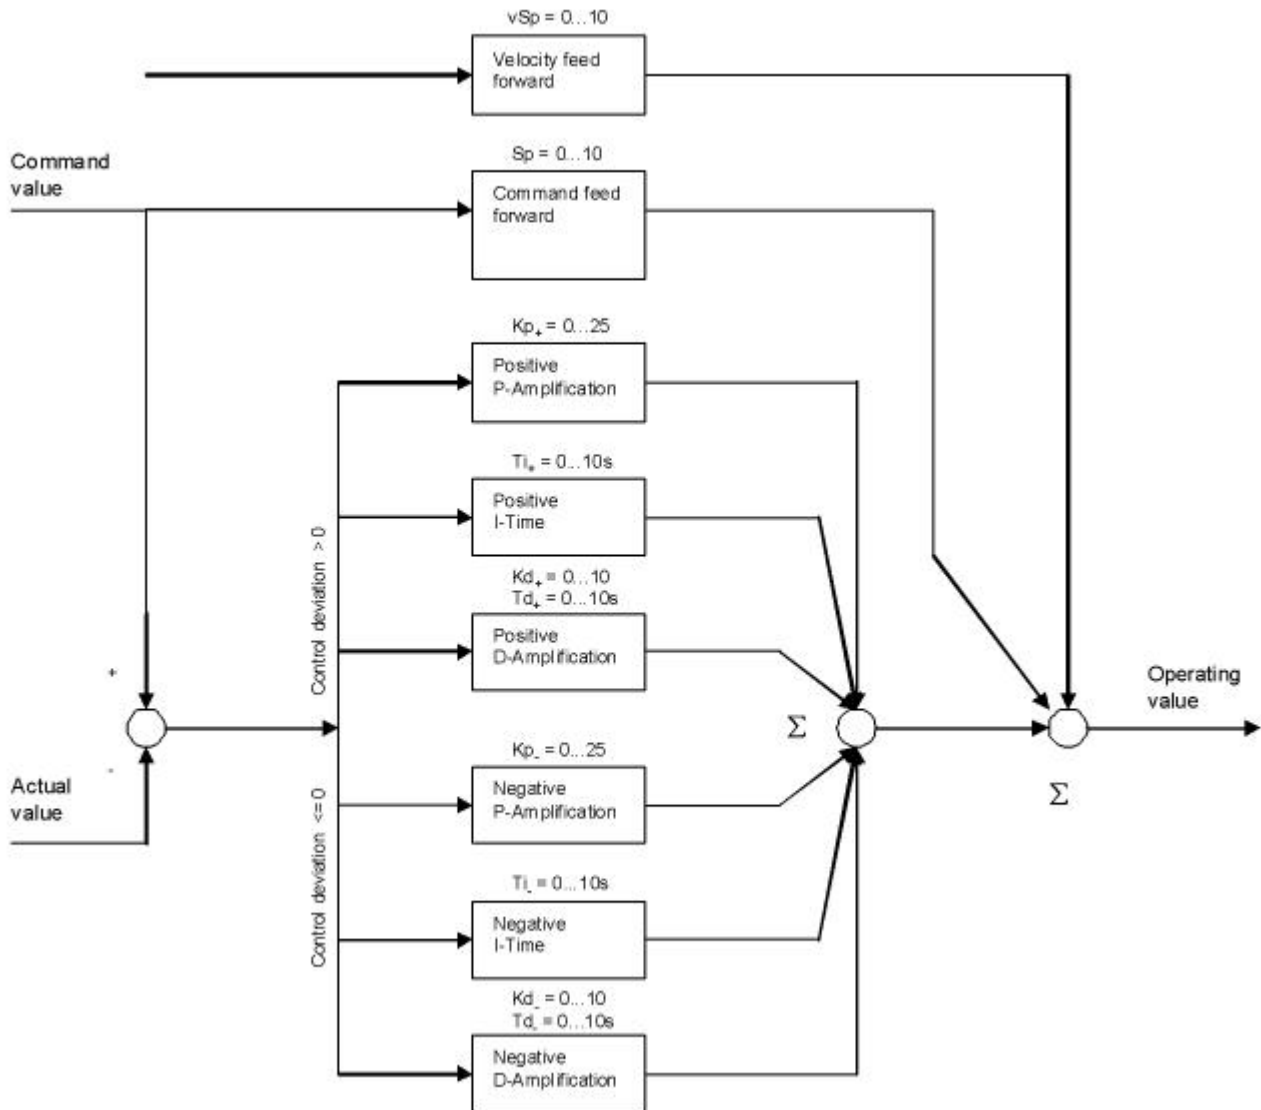 vSp = 0...10
Velocity feed
forward
Command
value
Sp = 0...10
Command feed
forward
Kp+ = 0...25
Positive
P-Amplification
Ti+ = 0...10s
Positive
I-Time
Control deviation > 0
Kd+ = 0...10
Td+ = 0...10s
Positive
D-Amplification
+
Operating
value
Σ
Kp- = 0...25
-
Actual
value
Negative
P-Amplification
Σ
Control deviation <= 0
Ti- = 0...10s
Negative
I-Time
Kd- = 0...10
Td- = 0...10s
Negative
D-Amplification